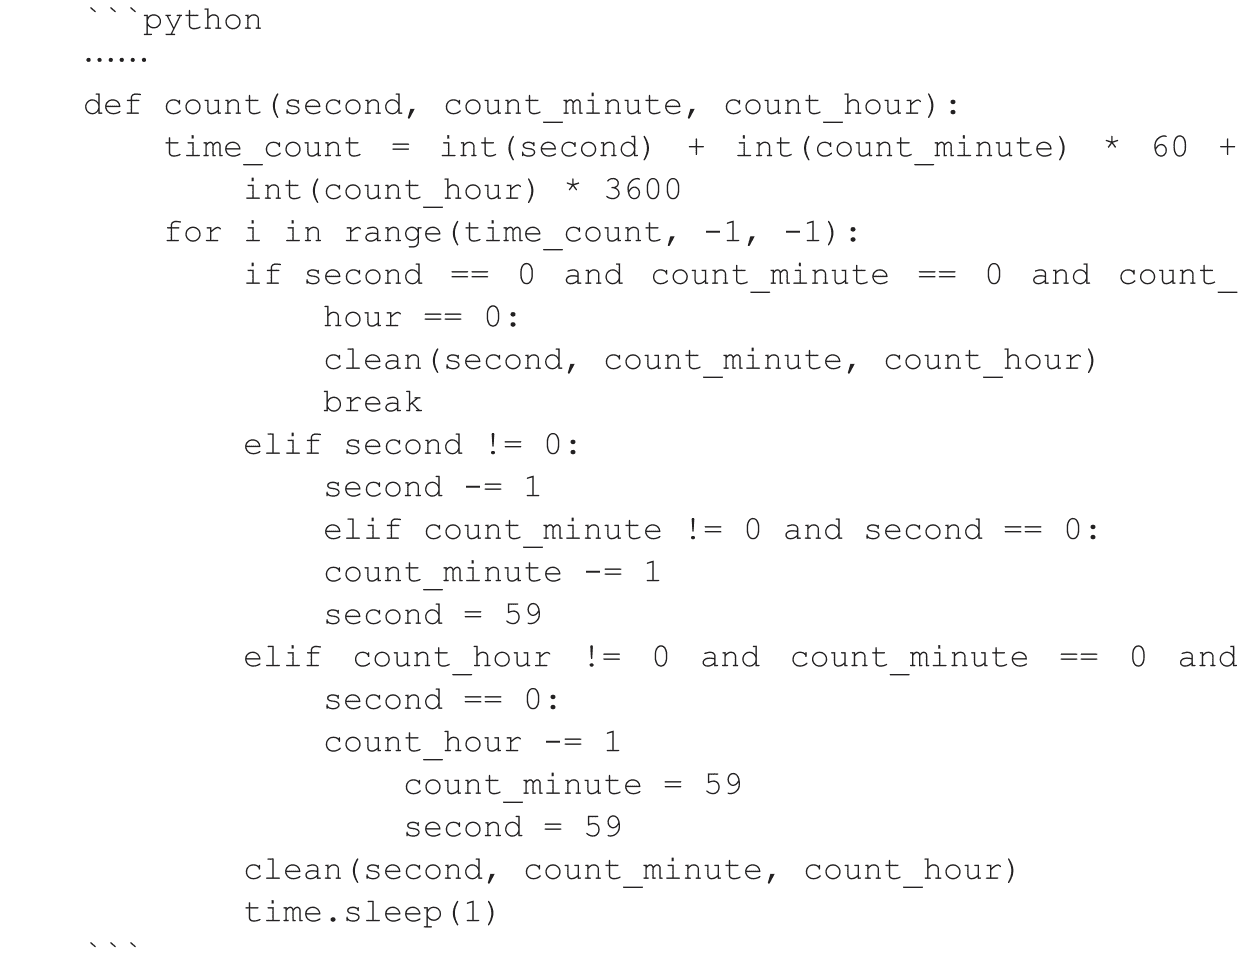 ```python
……
def count(second, count_minute, count_hour):
    time_count = int(second) + int(count_minute) * 60 +
        int(count_hour) * 3600
    for i in range(time_count, -1, -1):
        if second == 0 and count_minute == 0 and count_
            hour == 0:
            clean(second, count_minute, count_hour)
            break
        elif second != 0:
            second -= 1
            elif count_minute != 0 and second == 0:
            count_minute -= 1
            second = 59
        elif count_hour != 0 and count_minute == 0 and
            second == 0:
            count_hour -= 1
                count_minute = 59
                second = 59
        clean(second, count_minute, count_hour)
        time.sleep(1)
```